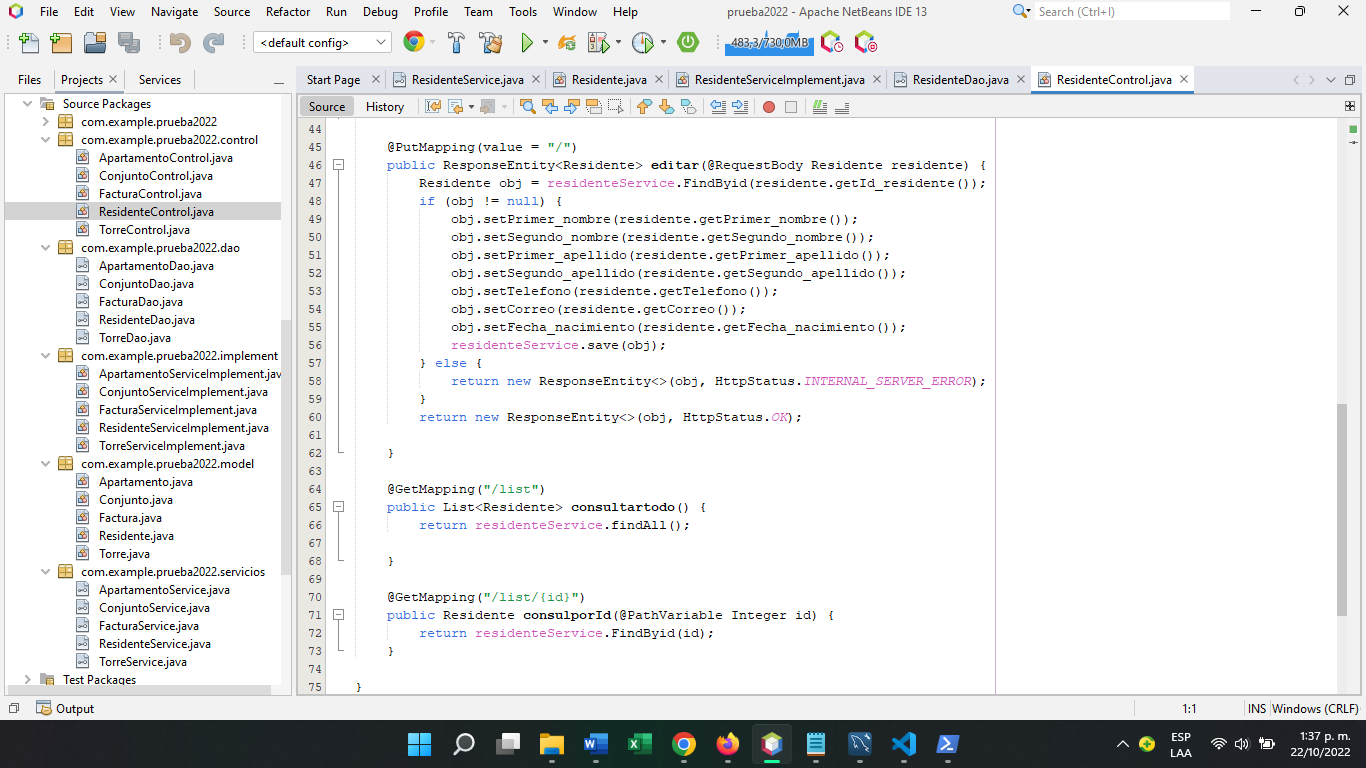 File Edit View Navigate Source Refactor Run Debug Profile Team Tools Window Help prueba2022 - Apache NetBeans IDE 13 Search (Ctrl+I)
<default config> 483,3/730,0MB
Files Projects Services
Start Page ResidenteService.java Residente.java ResidenteServiceImplement.java ResidenteDao.java ResidenteControl.java
Source History
Source Packages
com.example.prueba2022
com.example.prueba2022.control
ApartamentoControl.java
ConjuntoControl.java
FacturaControl.java
ResidenteControl.java
TorreControl.java
com.example.prueba2022.dao
ApartamentoDao.java
ConjuntoDao.java
FacturaDao.java
ResidenteDao.java
TorreDao.java
com.example.prueba2022.implement
ApartamentoServiceImplement.jav
ConjuntoServiceImplement.java
FacturaServiceImplement.java
ResidenteServiceImplement.java
TorreServiceImplement.java
com.example.prueba2022.model
Apartamento.java
Conjunto.java
Factura.java
Residente.java
Torre.java
com.example.prueba2022.servicios
ApartamentoService.java
ConjuntoService.java
FacturaService.java
ResidenteService.java
TorreService.java
Test Packages
44
45 @PutMapping(value = "/")
46 public ResponseEntity<Residente> editar(@RequestBody Residente residente) {
47 Residente obj = residenteService.FindByid(residente.getId_residente());
48 if (obj != null) {
49 obj.setPrimer_nombre(residente.getPrimer_nombre());
50 obj.setSegundo_nombre(residente.getSegundo_nombre());
51 obj.setPrimer_apellido(residente.getPrimer_apellido());
52 obj.setSegundo_apellido(residente.getSegundo_apellido());
53 obj.setTelefono(residente.getTelefono());
54 obj.setCorreo(residente.getCorreo());
55 obj.setFecha_nacimiento(residente.getFecha_nacimiento());
56 residenteService.save(obj);
57 } else {
58 return new ResponseEntity<>(obj, HttpStatus.INTERNAL_SERVER_ERROR);
59 }
60 return new ResponseEntity<>(obj, HttpStatus.OK);
61
62 }
63
64 @GetMapping("/list")
65 public List<Residente> consultartodo() {
66 return residenteService.findAll();
67
68 }
69
70 @GetMapping("/list/{id}")
71 public Residente consulporId(@PathVariable Integer id) {
72 return residenteService.FindByid(id);
73 }
74
75 }
Output 1:1 INS Windows (CRLF)
ESP
LAA
1:37 p. m.
22/10/2022